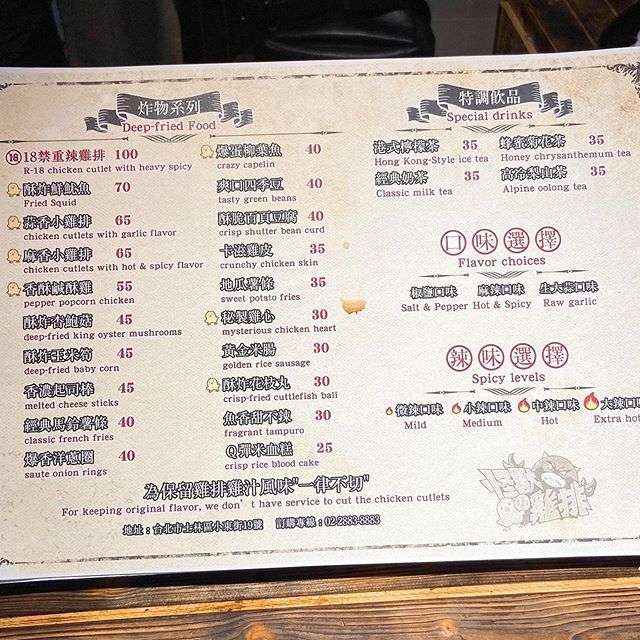 炸物系列
Deep-fried Food
18 18禁重辣雞排 100
R-18 chicken cutlet with heavy spicy
酥炸鮮魷魚 70
Fried Squid
蒜香小雞排 65
chicken cutlets with garlic flavor
麻香小雞排 65
chicken cutlets with hot & spicy flavor
香酥鹹酥雞 55
pepper popcorn chicken
酥炸杏鮑菇 45
deep-fried king oyster mushrooms
酥炸玉米筍 45
deep-fried baby corn
香濃起司棒 45
melted cheese sticks
經典馬鈴薯條 40
classic french fries
爆香洋蔥圈 40
saute onion rings
爆蛋柳葉魚 40
crazy capelin
爽口四季豆 40
tasty green beans
酥脆百頁豆腐 40
crisp shutter bean curd
卡滋雞皮 35
crunchy chicken skin
地瓜薯條 35
sweet potato fries
秘製雞心 30
mysterious chicken heart
黃金米腸 30
golden rice sausage
酥炸花枝丸 30
crisp-fried cuttlefish ball
魚香甜不辣 30
fragrant tampuro
Q彈米血糕 25
crisp rice blood cake
特調飲品
Special drinks
港式檸檬茶 35
Hong Kong-Style ice tea
經典奶茶 35
Classic milk tea
蜂蜜菊花茶 35
Honey chrysanthemum tea
高冷梨山茶 35
Alpine oolong tea
口味選擇
Flavor choices
椒鹽口味 麻辣口味 生大蒜口味
Salt & Pepper Hot & Spicy Raw garlic
辣味選擇
Spicy levels
微辣口味 小辣口味 中辣口味 大辣口
Mild Medium Hot Extra hot
為保留雞排雞汁風味"一律不切"
For keeping original flavor, we don't have service to cut the chicken cutlets
地址：台北市士林區小東街19號 訂購專線：02-2883-8883